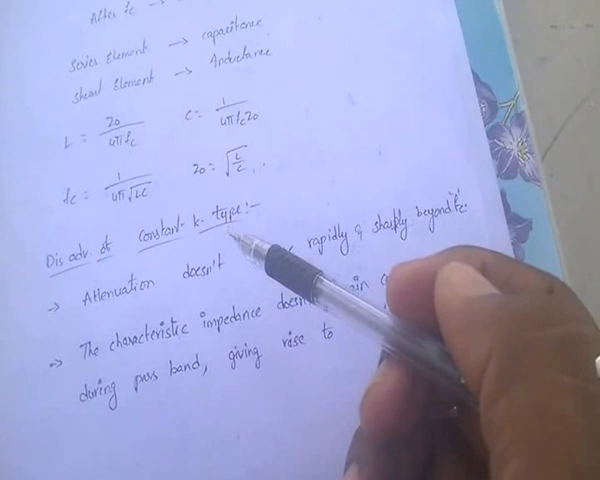 After fc →
Series Element → capacitance
Shunt Element → Inductance
L = Z0 / 4πfc C = 1 / 4πfcZ0
fc = 1 / 4π√LC Z0 = √L/C
Dis adv. of constant-k-type:-
→ Attenuation doesn't rapidly & sharply beyond 'fc'
→ The characteristic impedance
during pass band, giving rise to